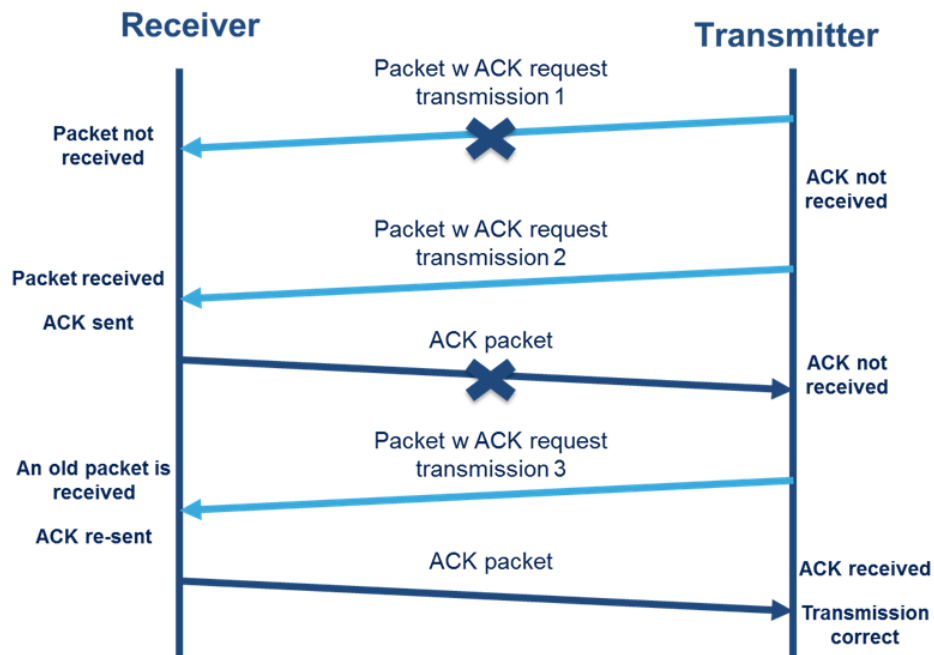 Receiver
Transmitter
Packet w ACK request
transmission 1
Packet not
received
ACK not
received
Packet w ACK request
transmission 2
Packet received
ACK sent
ACK packet
ACK not
received
Packet w ACK request
transmission 3
An old packet is
received
ACK re-sent
ACK packet
ACK received
Transmission
correct